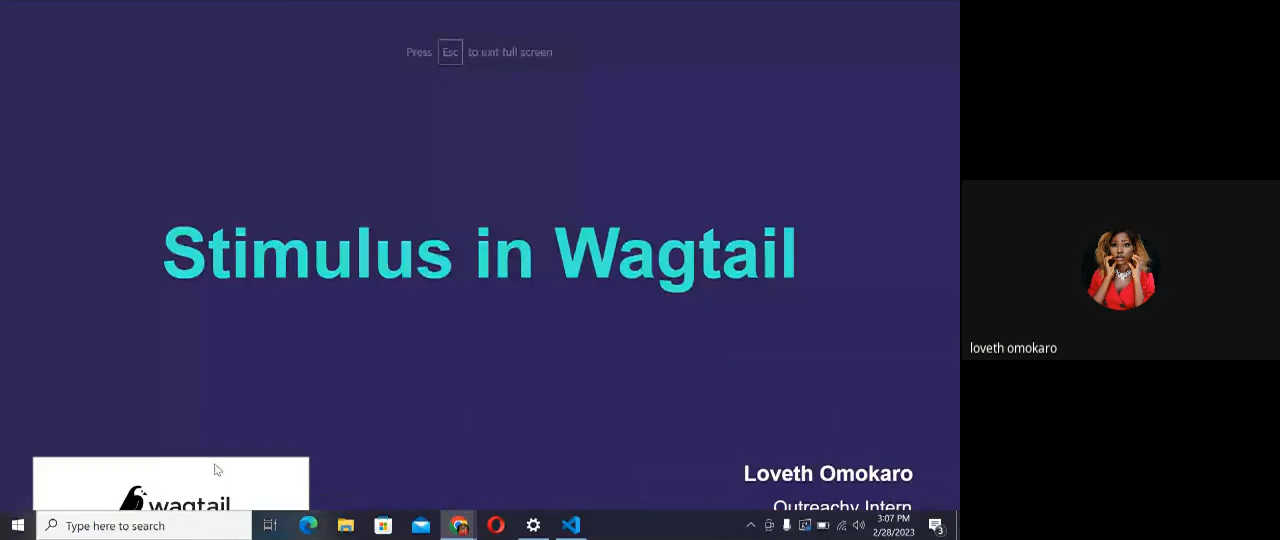 Press Esc to exit full screen
Stimulus in Wagtail
loveth omokaro
Loveth Omokaro
wagtail
Outreachy Intern
Type here to search
3:07 PM
2/28/2023
3